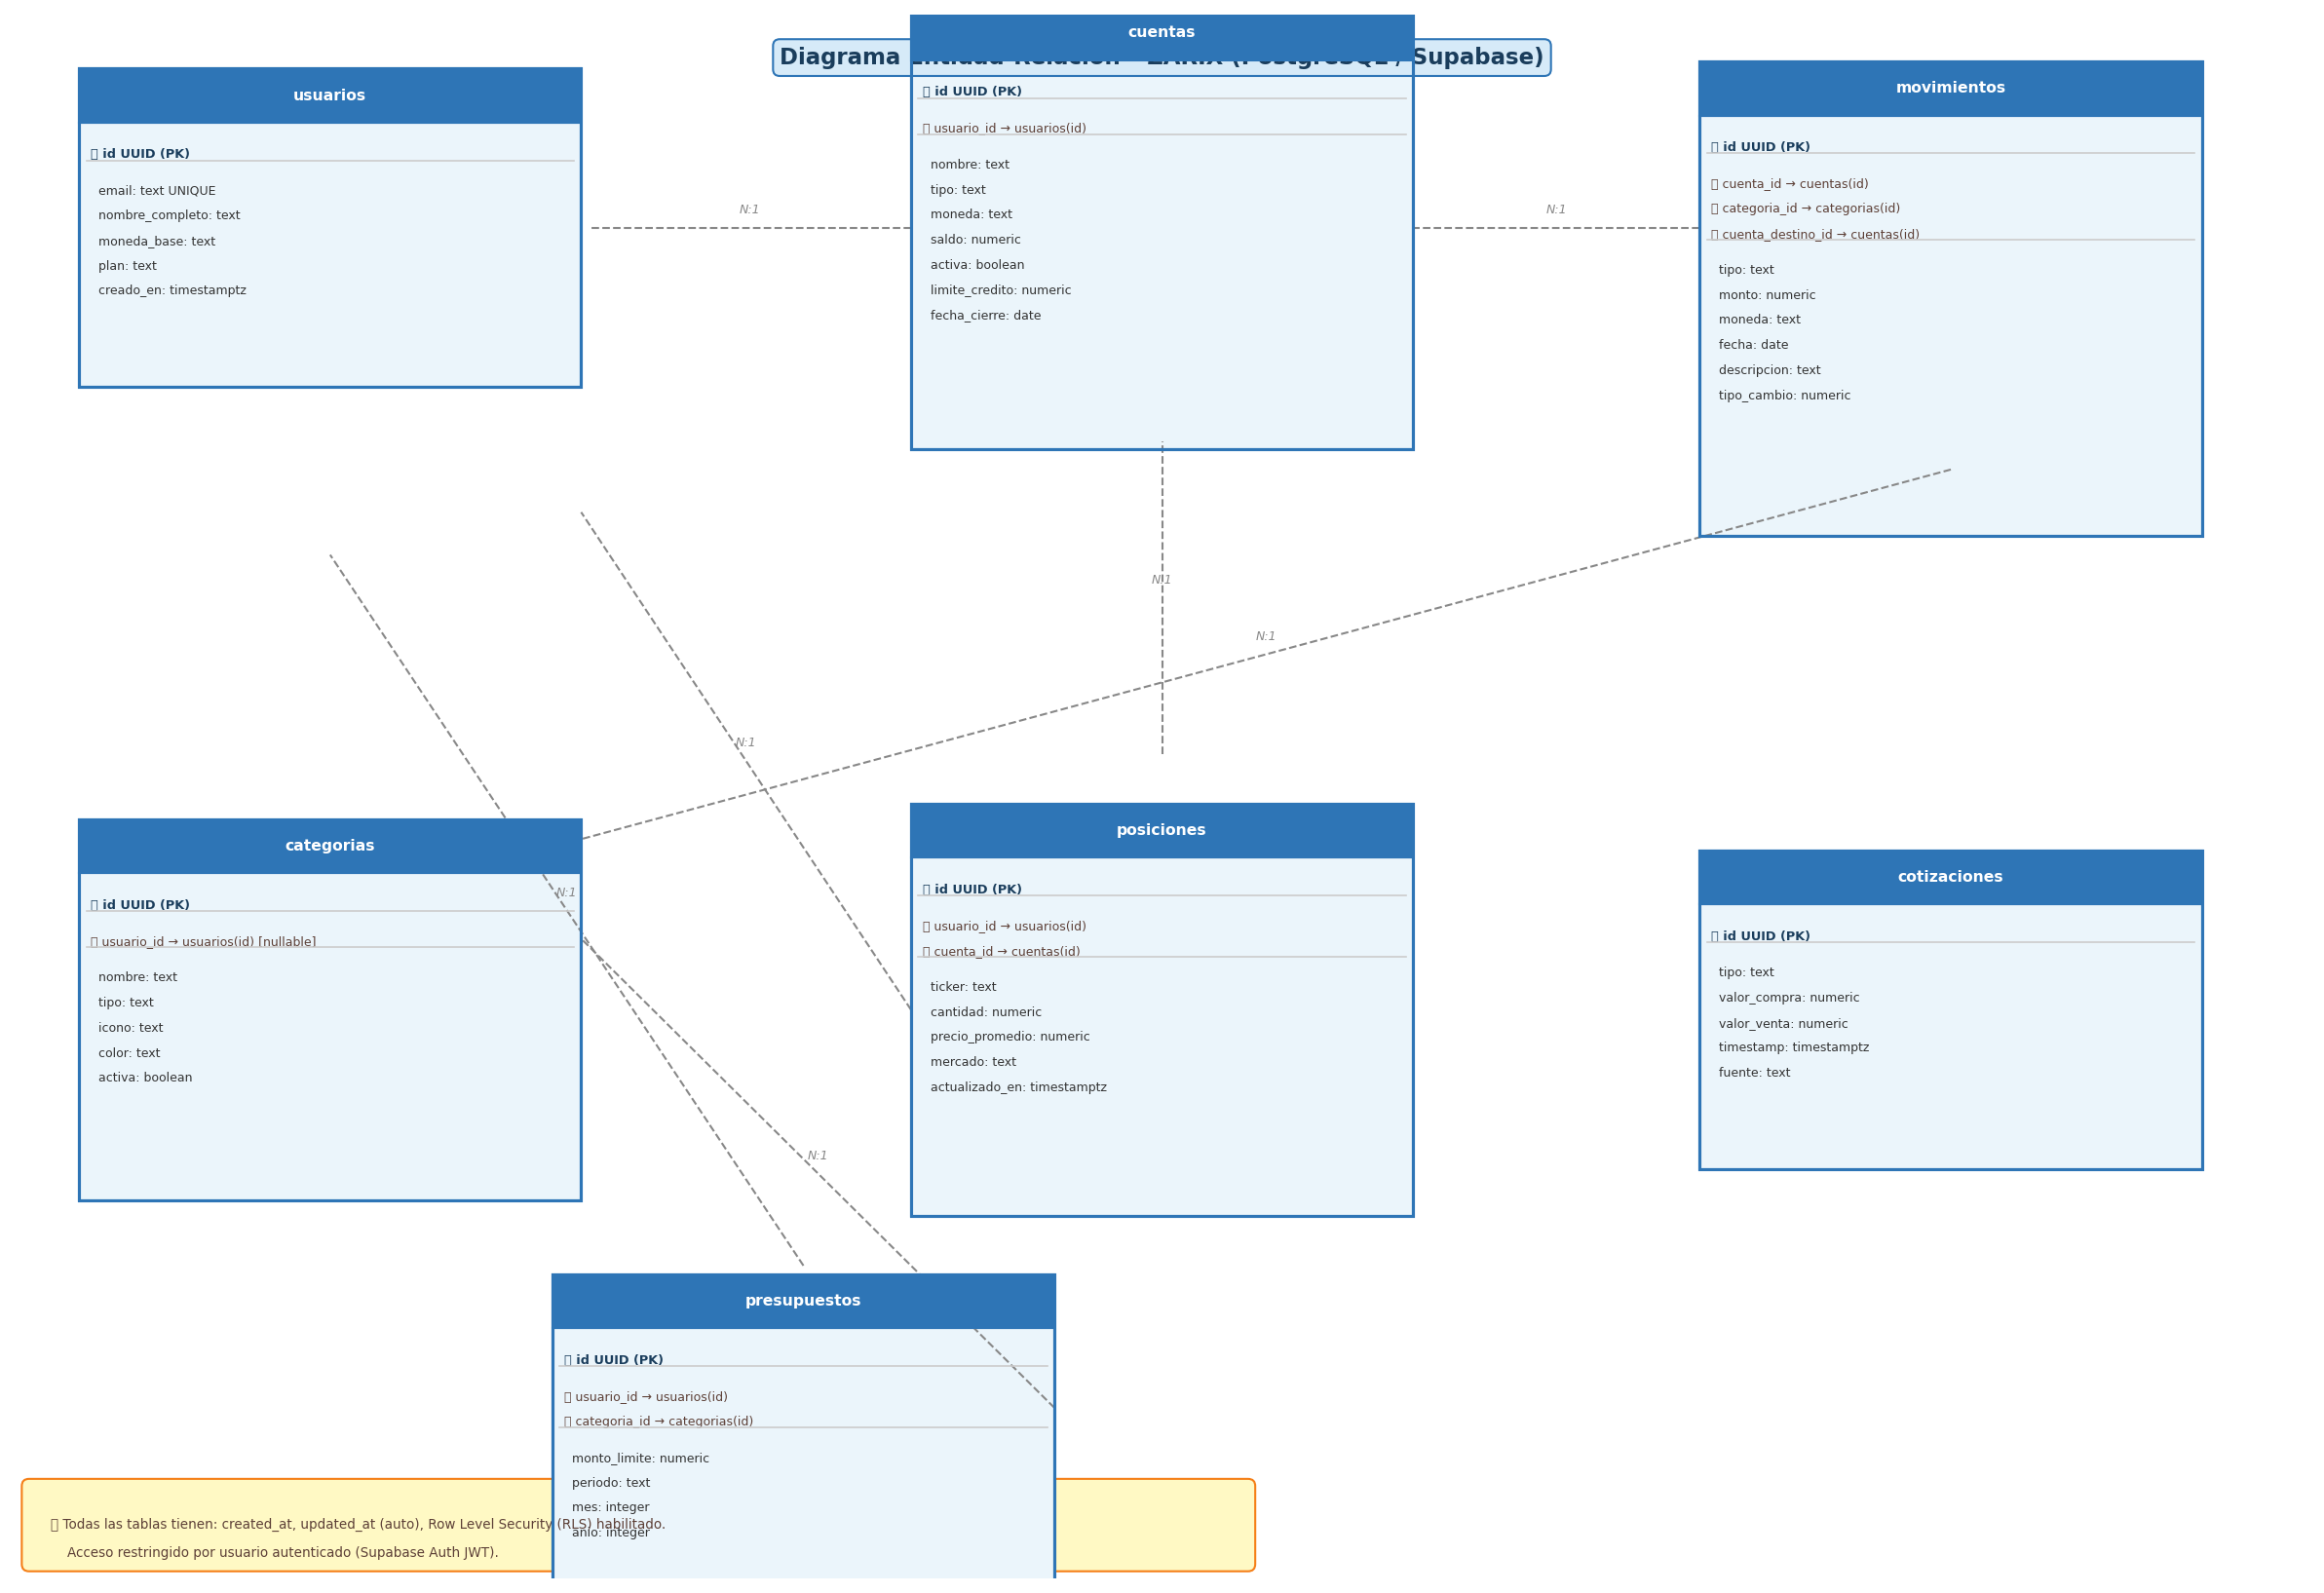 cuentas
Diagrama Entidad-Relación - ZARIX (PostgreSQL / Supabase)
usuarios
id UUID (PK)
email: text UNIQUE
nombre_completo: text
moneda_base: text
plan: text
creado_en: timestamptz
id UUID (PK)
usuario_id → usuarios(id)
nombre: text
tipo: text
moneda: text
saldo: numeric
activa: boolean
limite_credito: numeric
fecha_cierre: date
movimientos
id UUID (PK)
cuenta_id → cuentas(id)
categoria_id → categorias(id)
cuenta_destino_id → cuentas(id)
tipo: text
monto: numeric
moneda: text
fecha: date
descripcion: text
tipo_cambio: numeric
N:1
N:1
N:1
N:1
N:1
N:1
N:1
categorias
id UUID (PK)
usuario_id → usuarios(id) [nullable]
nombre: text
tipo: text
icono: text
color: text
activa: boolean
posiciones
id UUID (PK)
usuario_id → usuarios(id)
cuenta_id → cuentas(id)
ticker: text
cantidad: numeric
precio_promedio: numeric
mercado: text
actualizado_en: timestamptz
cotizaciones
id UUID (PK)
tipo: text
valor_compra: numeric
valor_venta: numeric
timestamp: timestamptz
fuente: text
presupuestos
id UUID (PK)
usuario_id → usuarios(id)
categoria_id → categorias(id)
monto_limite: numeric
periodo: text
mes: integer
anio: integer
Todas las tablas tienen: created_at, updated_at (auto), Row Level Security (RLS) habilitado.
Acceso restringido por usuario autenticado (Supabase Auth JWT).